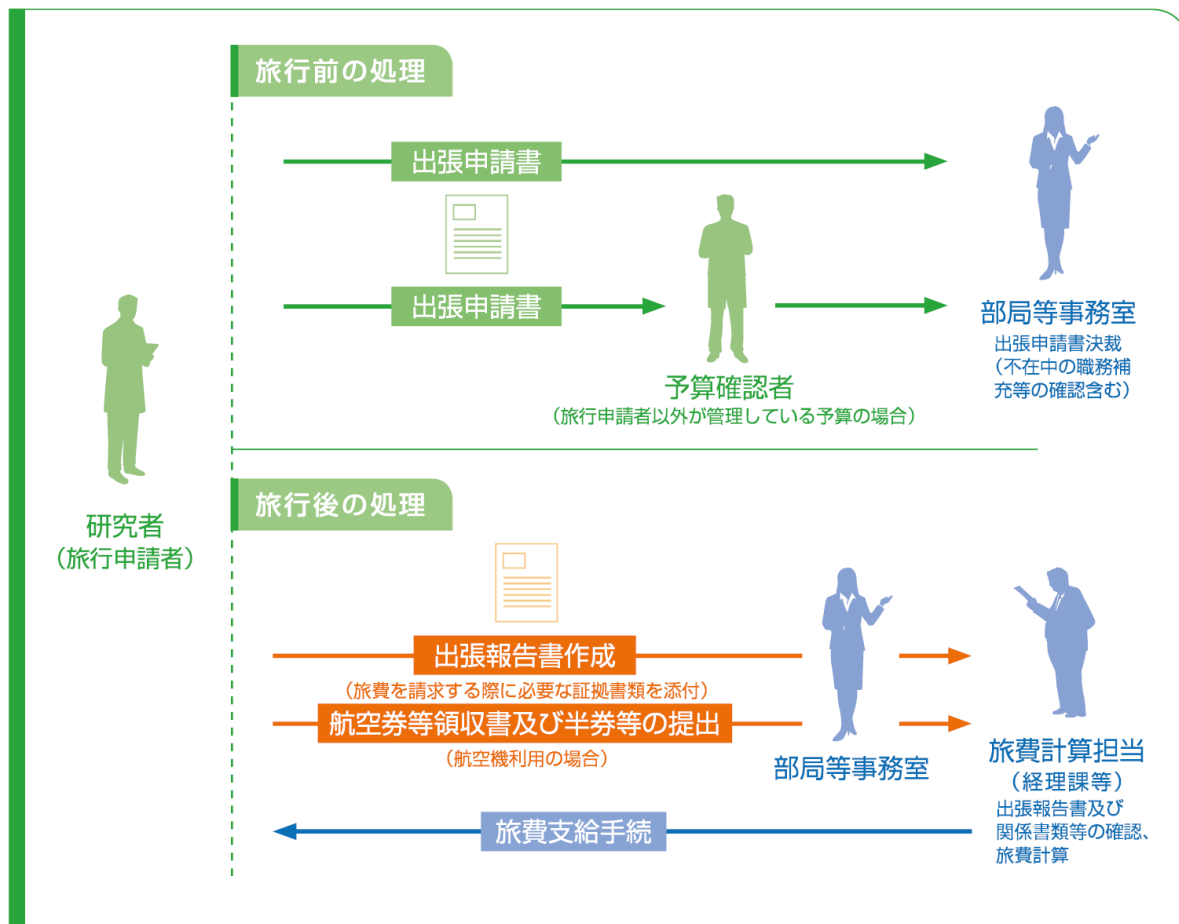 旅行前の処理
出張申請書
出張申請書
予算確認者
（旅行申請者以外が管理している予算の場合）
部局等事務室
出張申請書決裁
（不在中の職務補
充等の確認含む）
研究者
（旅行申請者）
旅行後の処理
出張報告書作成
（旅費を請求する際に必要な証拠書類を添付）
航空券等領収書及び半券等の提出
（航空機利用の場合）
部局等事務室
旅費計算担当
（経理課等）
出張報告書及び
関係書類等の確認、
旅費計算
旅費支給手続